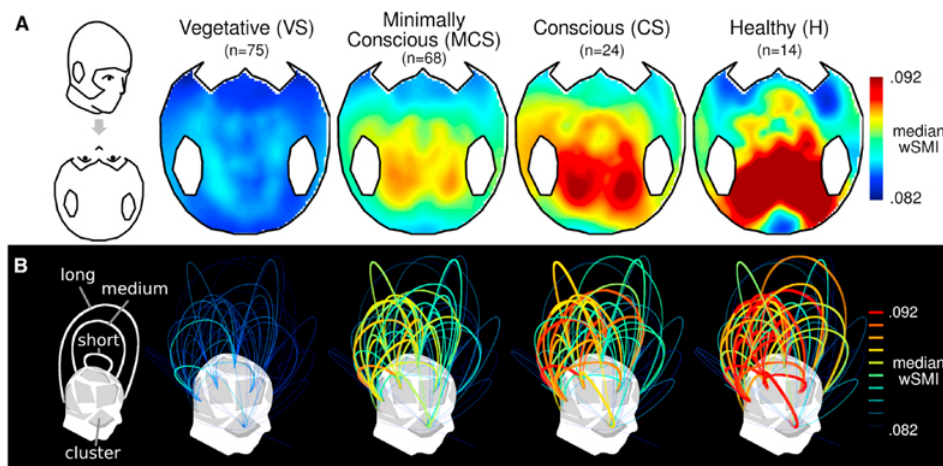 A
Vegetative (VS)
(n=75)
Minimally
Conscious (MCS)
(n=68)
Conscious (CS)
(n=24)
Healthy (H)
(n=14)
.092
median
wSMI
.082
B
long
medium
short
cluster
.092
median
wSMI
.082